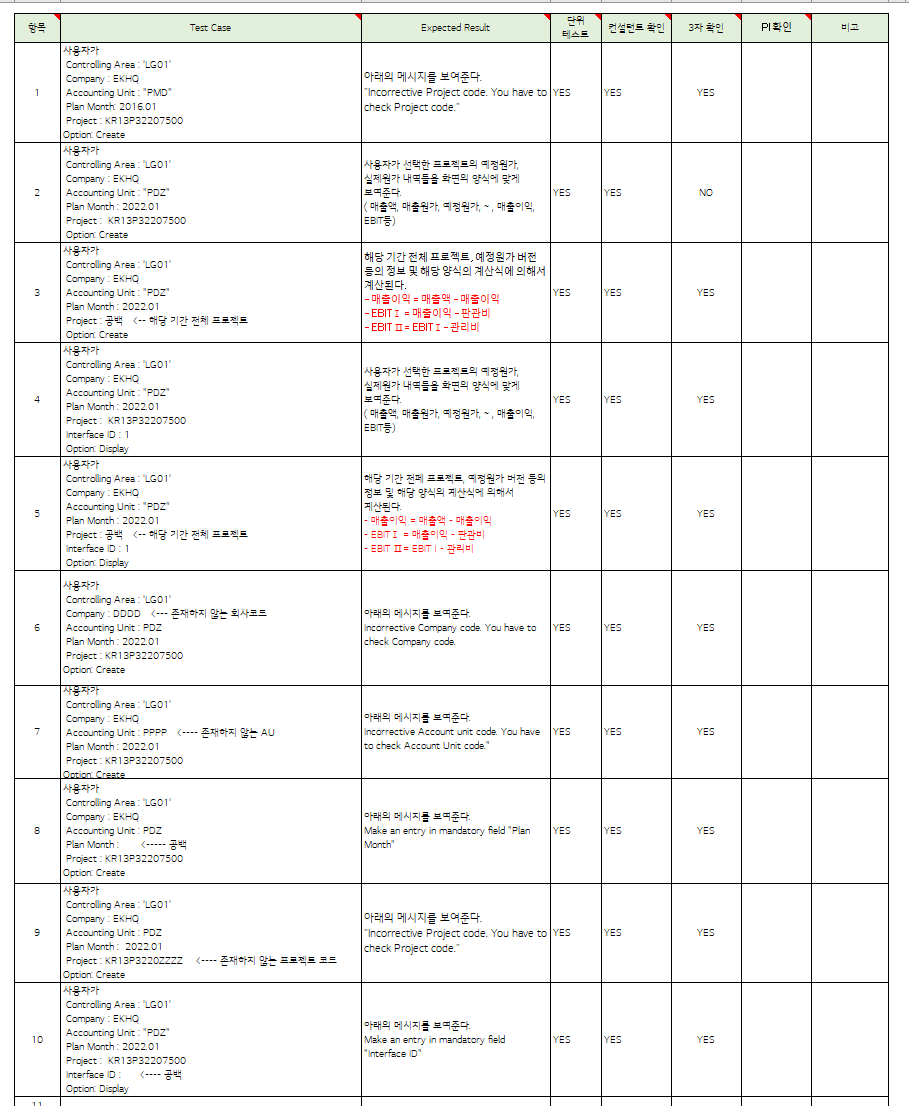 항목 Test Case Expected Result 단위 테스트 컨설턴트 확인 3자 확인 PI확인 비고
1
사용자가
Controlling Area : 'LG01'
Company : EKHQ
Accounting Unit : "PMD"
Plan Month: 2016.01
Project : KR13P32207500
Option: Create
아래의 메시지를 보여준다.
"Incorrective Project code. You have to
check Project code."
YES YES YES
2
사용자가
Controlling Area : 'LG01'
Company : EKHQ
Accounting Unit : "PDZ"
Plan Month : 2022.01
Project : KR13P32207500
Option: Create
사용자가 선택한 프로젝트의 예정원가,
실제원가 내역들을 화면의 양식에 맞게
보여준다.
( 매출액, 매출원가, 예정원가, ~ , 매출이익,
EBIT등)
YES YES NO
3
사용자가
Controlling Area : 'LG01'
Company : EKHQ
Accounting Unit : "PDZ"
Plan Month : 2022.01
Project : 공백 <-- 해당 기간 전체 프로젝트
Option: Create
해당 기간 전체 프로젝트, 예정원가 버전
등의 정보 및 해당 양식의 계산식에 의해서
계산된다.
- 매출이익 = 매출액 - 매출이익
- EBIT I = 매출이익 - 판관비
- EBIT II = EBIT I - 관리비
YES YES YES
4
사용자가
Controlling Area : 'LG01'
Company : EKHQ
Accounting Unit : "PDZ"
Plan Month : 2022.01
Project : KR13P32207500
Interface ID : 1
Option: Display
사용자가 선택한 프로젝트의 예정원가,
실제원가 내역들을 화면의 양식에 맞게
보여준다.
( 매출액, 매출원가, 예정원가, ~ , 매출이익,
EBIT등)
YES YES YES
5
사용자가
Controlling Area : 'LG01'
Company : EKHQ
Accounting Unit : "PDZ"
Plan Month : 2022.01
Project : 공백 <-- 해당 기간 전체 프로젝트
Interface ID : 1
Option: Display
해당 기간 전체 프로젝트, 예정원가 버전 등의
정보 및 해당 양식의 계산식에 의해서
계산된다.
- 매출이익 = 매출액 - 매출이익
- EBIT I = 매출이익 - 판관비
- EBIT II = EBIT I - 관리비
YES YES YES
6
사용자가
Controlling Area : 'LG01'
Company : DDDD <--- 존재하지 않는 회사코드
Accounting Unit : PDZ
Plan Month : 2022.01
Project : KR13P32207500
Option: Create
아래의 메시지를 보여준다.
Incorrective Company code. You have to
check Company code.
YES YES YES
7
사용자가
Controlling Area : 'LG01'
Company : EKHQ
Accounting Unit : PPPP <---- 존재하지 않는 AU
Plan Month : 2022.01
Project : KR13P32207500
Option: Create
아래의 메시지를 보여준다.
Incorrective Account unit code. You have
to check Account Unit code."
YES YES YES
8
사용자가
Controlling Area : 'LG01'
Company : EKHQ
Accounting Unit : PDZ
Plan Month : <----- 공백
Project : KR13P32207500
Option: Create
아래의 메시지를 보여준다.
Make an entry in mandatory field "Plan
Month"
YES YES YES
9
사용자가
Controlling Area : 'LG01'
Company : EKHQ
Accounting Unit : PDZ
Plan Month : 2022.01
Project : KR13P3220ZZZZ <---- 존재하지 않는 프로젝트 코드
Option: Create
아래의 메시지를 보여준다.
"Incorrective Project code. You have to
check Project code."
YES YES YES
10
사용자가
Controlling Area : 'LG01'
Company : EKHQ
Accounting Unit : "PDZ"
Plan Month : 2022.01
Project : KR13P32207500
Interface ID : <---- 공백
Option: Display
아래의 메시지를 보여준다.
Make an entry in mandatory field
"Interface ID"
YES YES YES
11